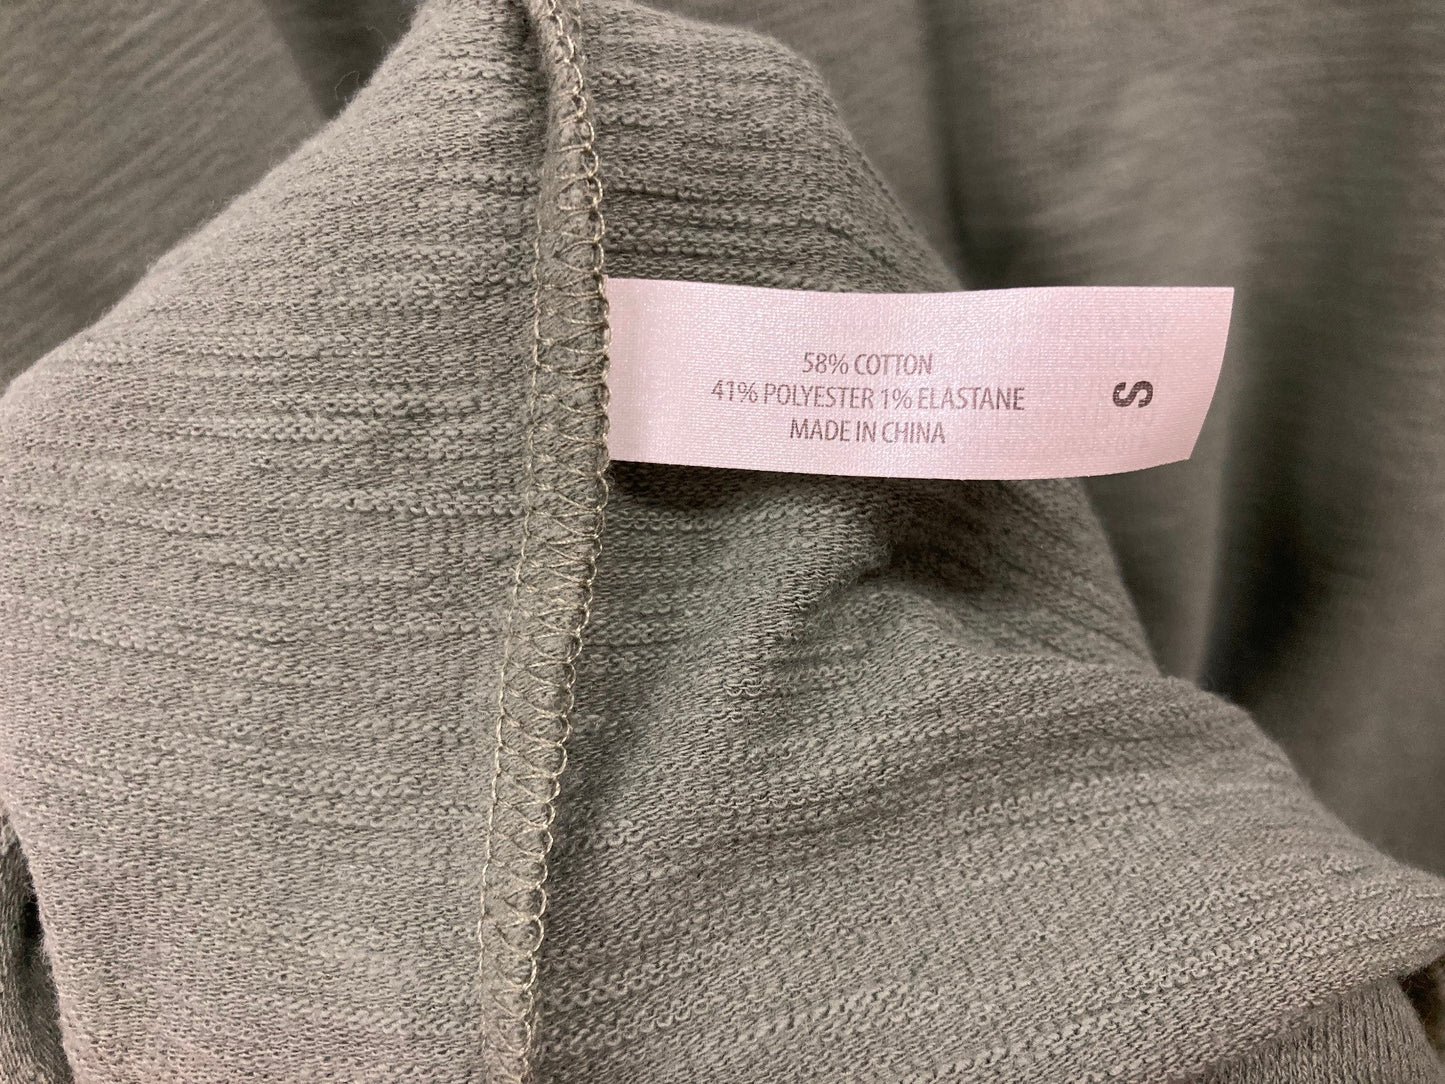 58% COTTON
41% POLYESTER 1% ELASTANE
MADE IN CHINA
S